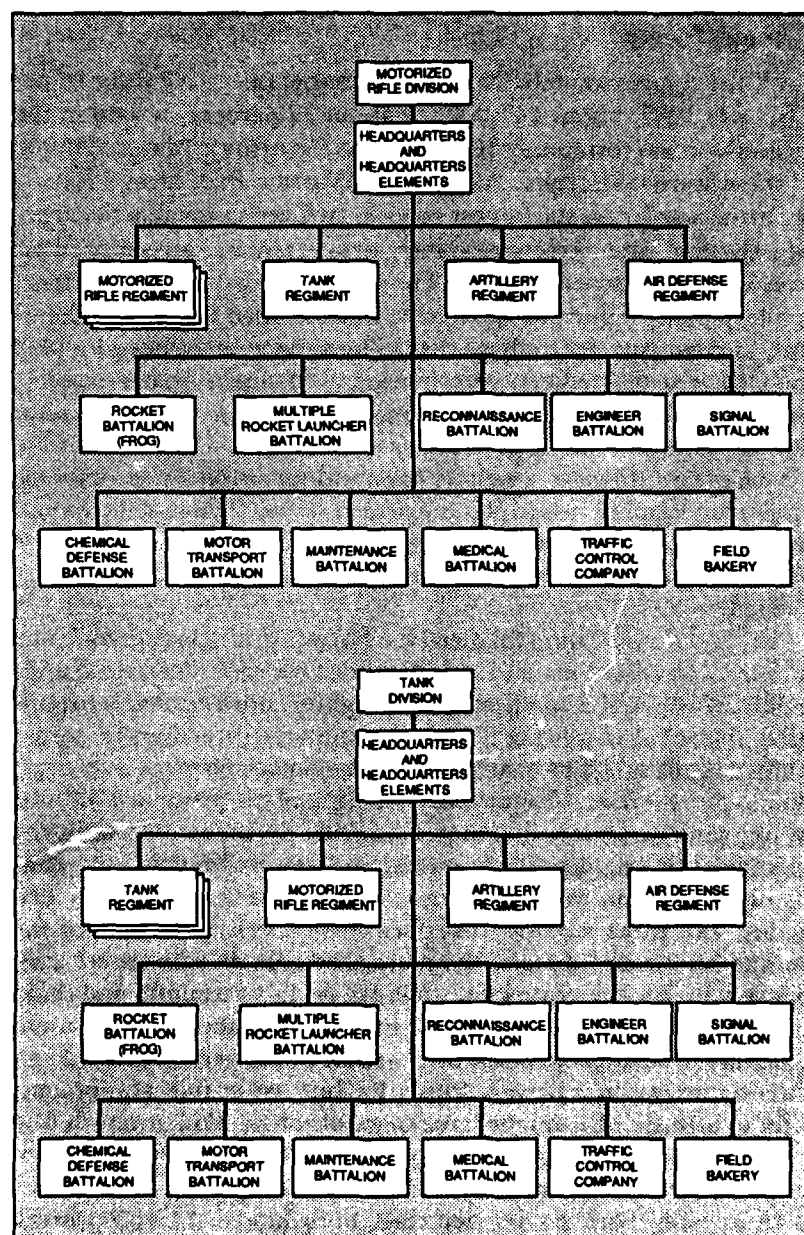 MOTORIZED
RIFLE DIVISION
HEADQUARTERS
AND
HEADQUARTERS
ELEMENTS
MOTORIZED
RIFLE REGIMENT
TANK
REGIMENT
ARTILLERY
REGIMENT
AIR DEFENSE
REGIMENT
ROCKET
BATTALION
(FROG)
MULTIPLE
ROCKET LAUNCHER
BATTALION
RECONNAISSANCE
BATTALION
ENGINEER
BATTALION
SIGNAL
BATTALION
CHEMICAL
DEFENSE
BATTALION
MOTOR
TRANSPORT
BATTALION
MAINTENANCE
BATTALION
MEDICAL
BATTALION
TRAFFIC
CONTROL
COMPANY
FIELD
BAKERY
TANK
DIVISION
HEADQUARTERS
AND
HEADQUARTERS
ELEMENTS
TANK
REGIMENT
MOTORIZED
RIFLE REGIMENT
ARTILLERY
REGIMENT
AIR DEFENSE
REGIMENT
ROCKET
BATTALION
(FROG)
MULTIPLE
ROCKET LAUNCHER
BATTALION
RECONNAISSANCE
BATTALION
ENGINEER
BATTALION
SIGNAL
BATTALION
CHEMICAL
DEFENSE
BATTALION
MOTOR
TRANSPORT
BATTALION
MAINTENANCE
BATTALION
MEDICAL
BATTALION
TRAFFIC
CONTROL
COMPANY
FIELD
BAKERY